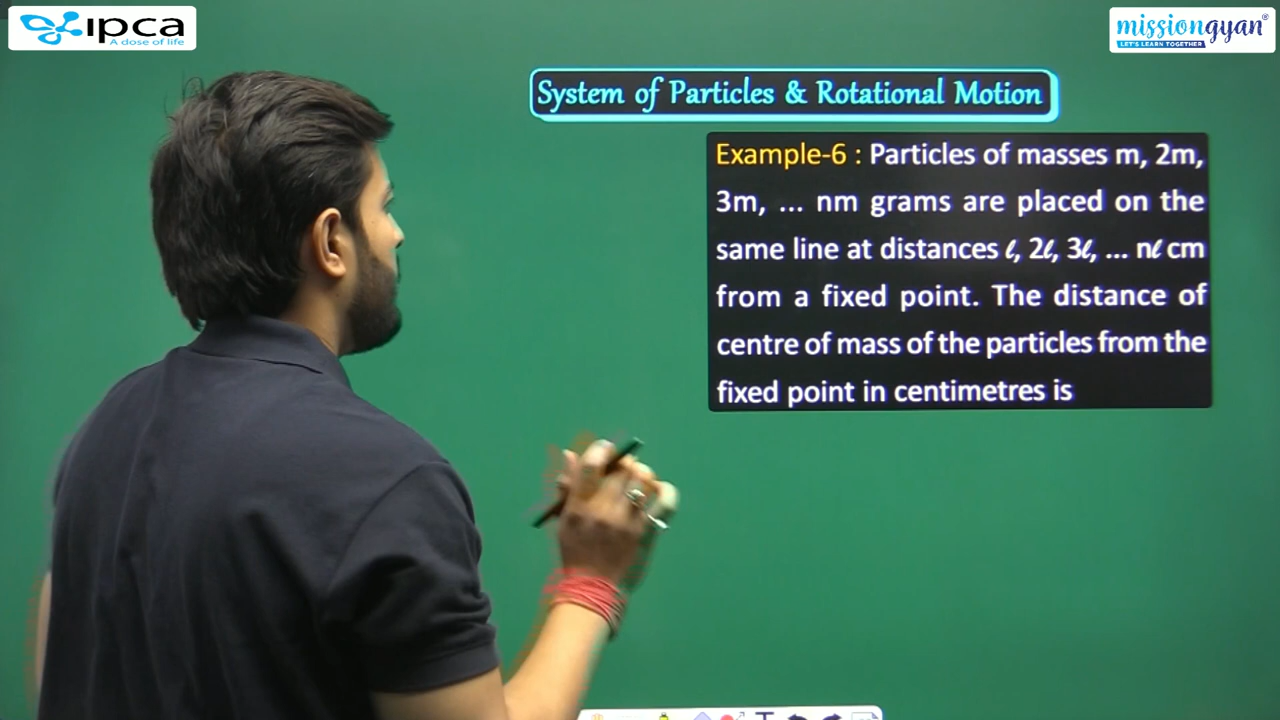 ipca
A dose of life
missiongyan®
LET'S LEARN TOGETHER
System of Particles & Rotational Motion
Example-6 : Particles of masses m, 2m,
3m, ... nm grams are placed on the
same line at distances ℓ, 2ℓ, 3ℓ, ... nℓ cm
from a fixed point. The distance of
centre of mass of the particles from the
fixed point in centimetres is